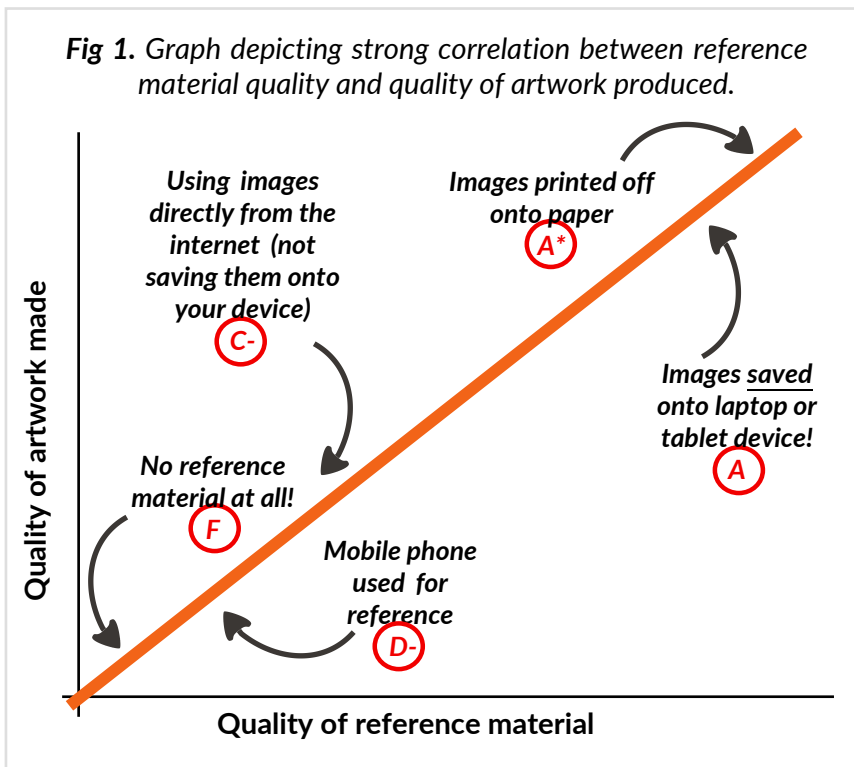 Fig 1. Graph depicting strong correlation between reference
material quality and quality of artwork produced.
Using images
directly from the
internet (not
saving them onto
your device)
C-
Images printed off
onto paper
A*
Images saved
onto laptop or
tablet device!
A
No reference
material at all!
F
Mobile phone
used for
reference
D-
Quality of artwork made
Quality of reference material